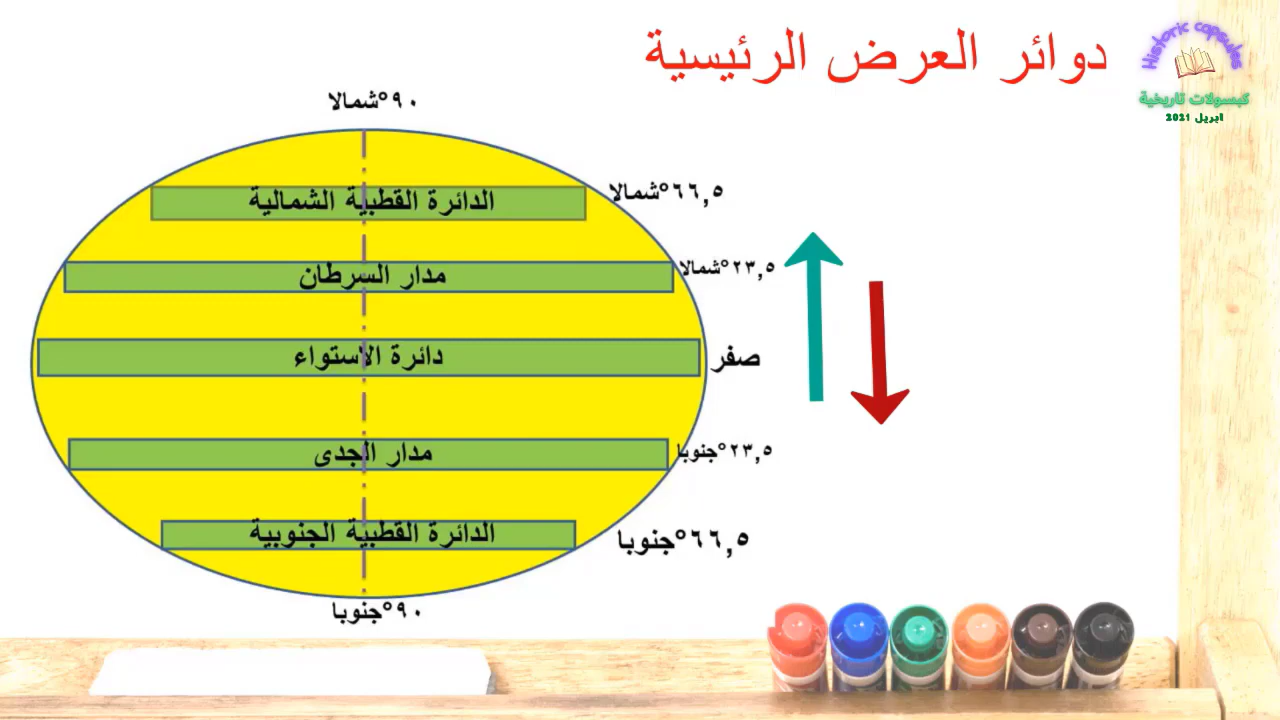 دوائر العرض الرئيسية
Historic capsules
كبسولات تاريخية
ابريل 2021
٩٠°شمالا
الدائرة القطبية الشمالية
٦٦,٥°شمالا
مدار السرطان
٢٣,٥°شمالا
دائرة الاستواء
صفر
مدار الجدى
٢٣,٥°جنوبا
الدائرة القطبية الجنوبية
٦٦,٥°جنوبا
٩٠°جنوبا